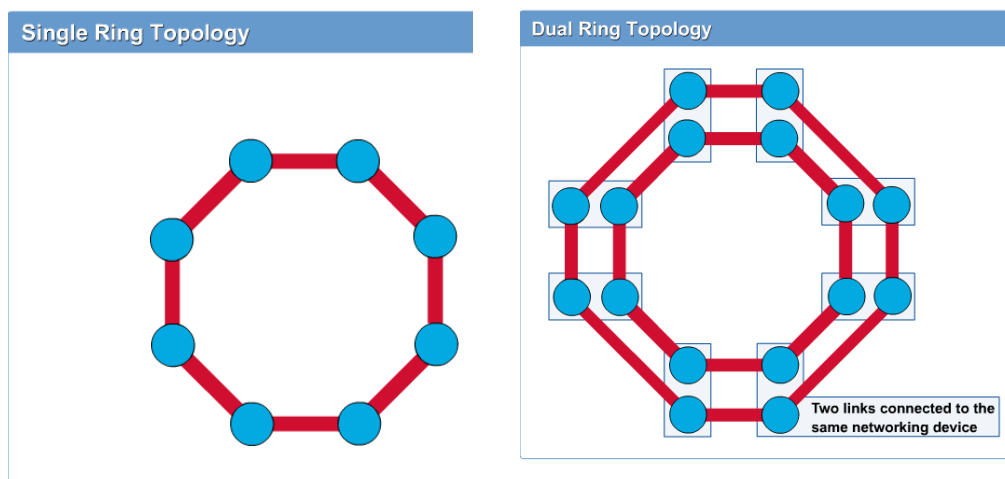 Single Ring Topology
Dual Ring Topology
Two links connected to the
same networking device